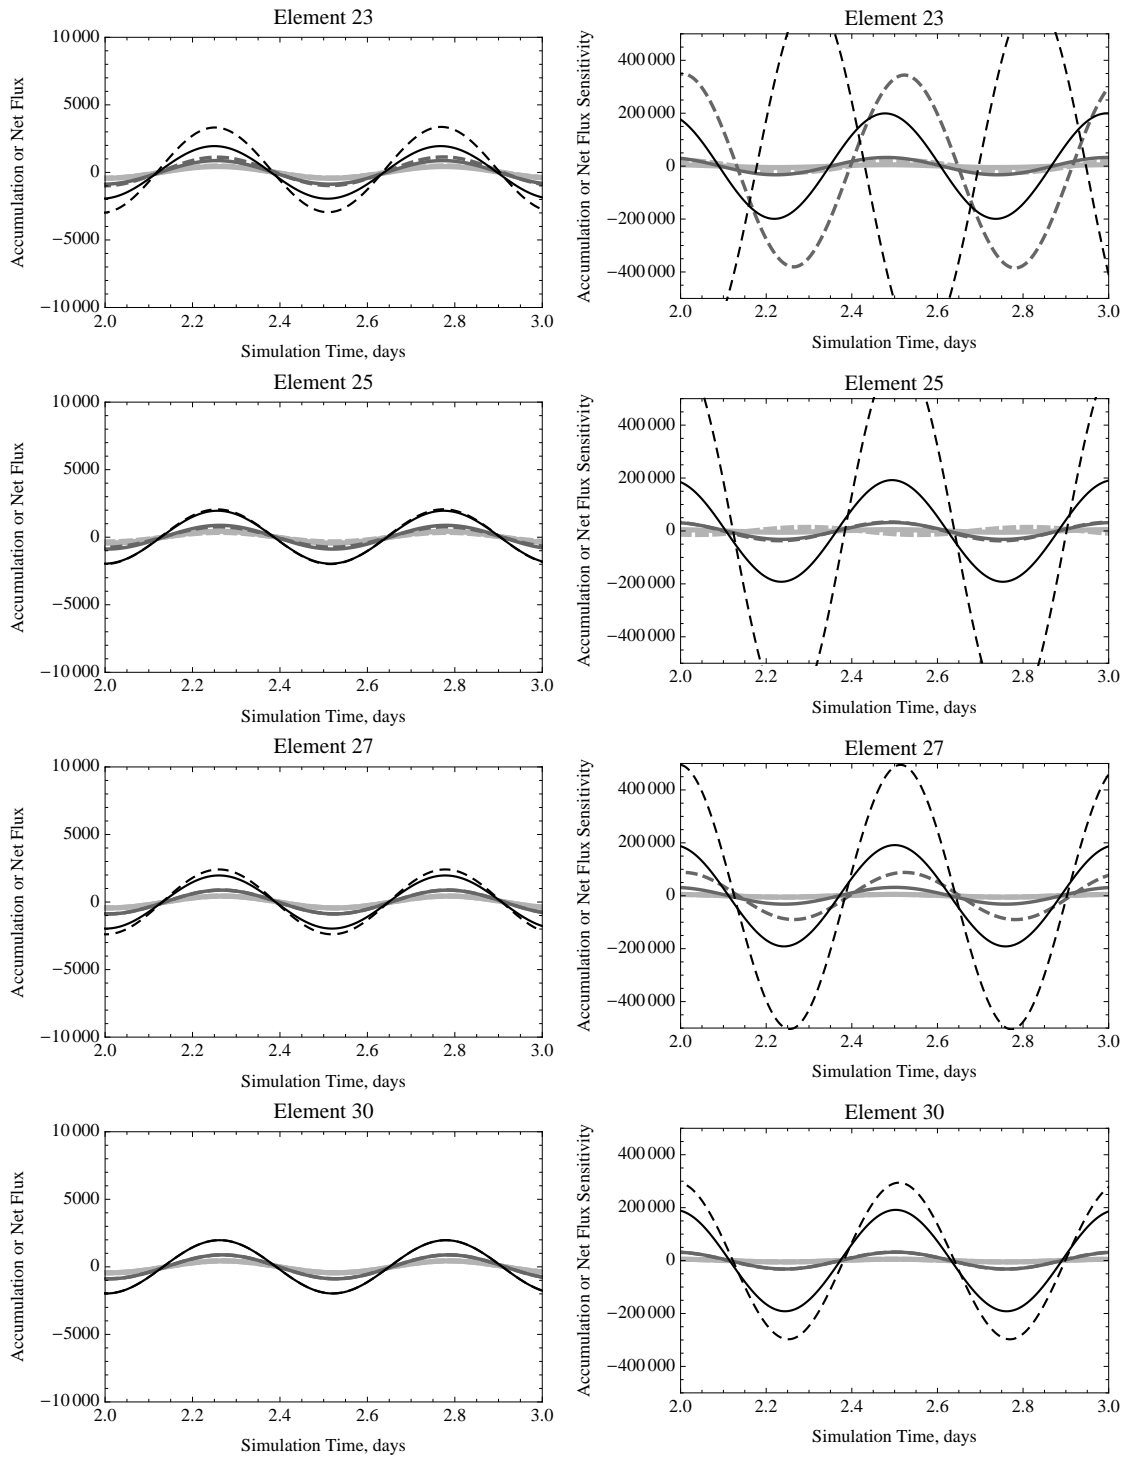 Element 23
Accumulation or Net Flux
10 000
5000
0
−5000
−10 000
2.0 2.2 2.4 2.6 2.8 3.0
Simulation Time, days
Element 23
Accumulation or Net Flux Sensitivity
400 000
200 000
0
−200 000
−400 000
2.0 2.2 2.4 2.6 2.8 3.0
Simulation Time, days
Element 25
Accumulation or Net Flux
10 000
5000
0
−5000
−10 000
2.0 2.2 2.4 2.6 2.8 3.0
Simulation Time, days
Element 25
Accumulation or Net Flux Sensitivity
400 000
200 000
0
−200 000
−400 000
2.0 2.2 2.4 2.6 2.8 3.0
Simulation Time, days
Element 27
Accumulation or Net Flux
10 000
5000
0
−5000
−10 000
2.0 2.2 2.4 2.6 2.8 3.0
Simulation Time, days
Element 27
Accumulation or Net Flux Sensitivity
400 000
200 000
0
−200 000
−400 000
2.0 2.2 2.4 2.6 2.8 3.0
Simulation Time, days
Element 30
Accumulation or Net Flux
10 000
5000
0
−5000
−10 000
2.0 2.2 2.4 2.6 2.8 3.0
Simulation Time, days
Element 30
Accumulation or Net Flux Sensitivity
400 000
200 000
0
−200 000
−400 000
2.0 2.2 2.4 2.6 2.8 3.0
Simulation Time, days